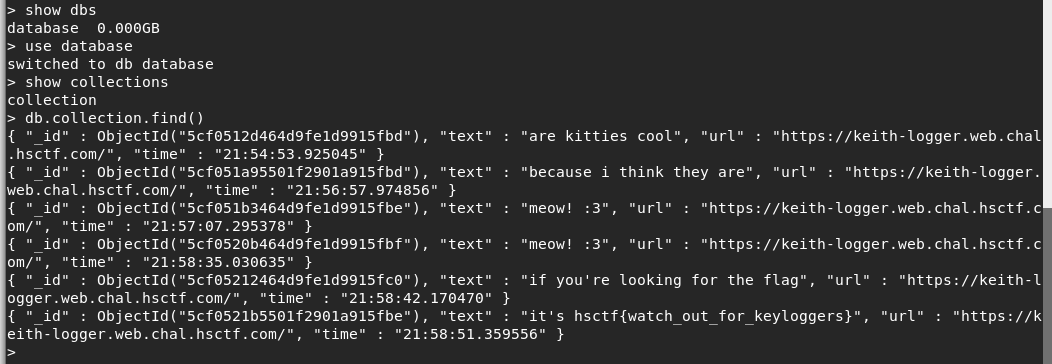 > show dbs
database  0.000GB
> use database
switched to db database
> show collections
collection
> db.collection.find()
{ "_id" : ObjectId("5cf0512d464d9fe1d9915fbd"), "text" : "are kitties cool", "url" : "https://keith-logger.web.chal
.hsctf.com/", "time" : "21:54:53.925045" }
{ "_id" : ObjectId("5cf051a95501f2901a915fbd"), "text" : "because i think they are", "url" : "https://keith-logger.
web.chal.hsctf.com/", "time" : "21:56:57.974856" }
{ "_id" : ObjectId("5cf051b3464d9fe1d9915fbe"), "text" : "meow! :3", "url" : "https://keith-logger.web.chal.hsctf.c
om/", "time" : "21:57:07.295378" }
{ "_id" : ObjectId("5cf0520b464d9fe1d9915fbf"), "text" : "meow! :3", "url" : "https://keith-logger.web.chal.hsctf.c
om/", "time" : "21:58:35.030635" }
{ "_id" : ObjectId("5cf05212464d9fe1d9915fc0"), "text" : "if you're looking for the flag", "url" : "https://keith-l
ogger.web.chal.hsctf.com/", "time" : "21:58:42.170470" }
{ "_id" : ObjectId("5cf0521b5501f2901a915fbe"), "text" : "it's hsctf{watch_out_for_keyloggers}", "url" : "https://k
eith-logger.web.chal.hsctf.com/", "time" : "21:58:51.359556" }
>